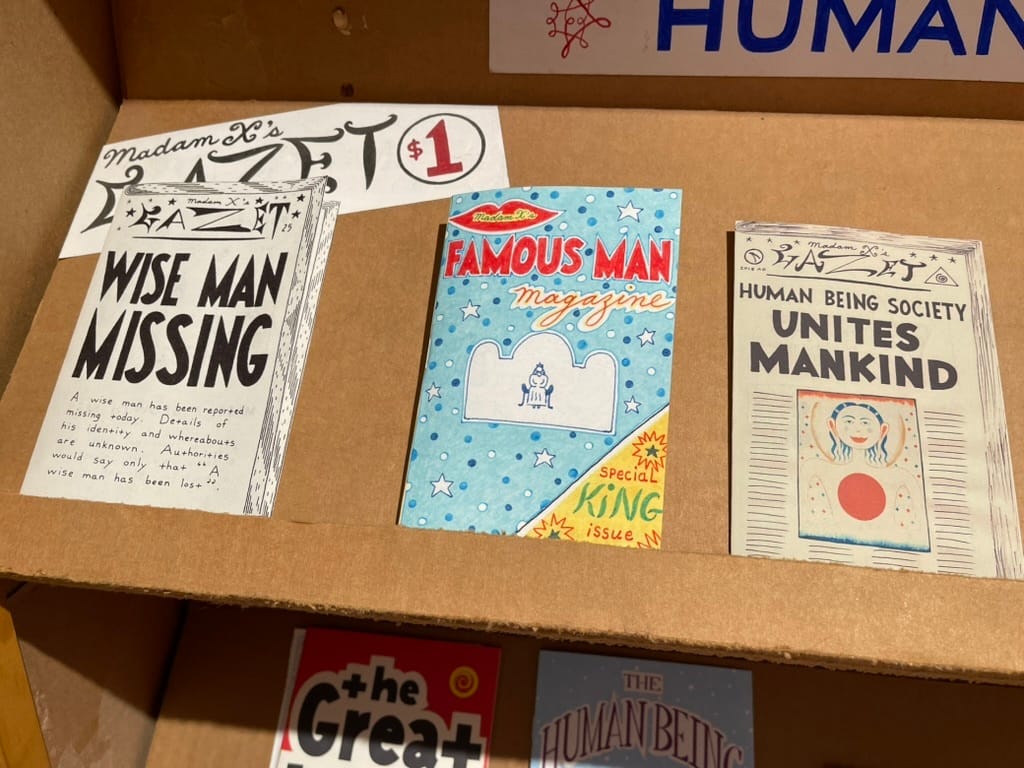 HUMAN
Madam X's
GAZET
$1
Madam X's
GAZET
25
WISE MAN
MISSING
A wise man has been reported
missing today. Details of
his identity and whereabouts
are unknown. Authorities
would say only that "A
wise man has been lost".
Madam X's
FAMOUS MAN
magazine
special
KiNG
issue
Madam X's
GAZET
HUMAN BEING SOCIETY
UNITES
MANKIND
the
Great
THE
HUMAN BEING